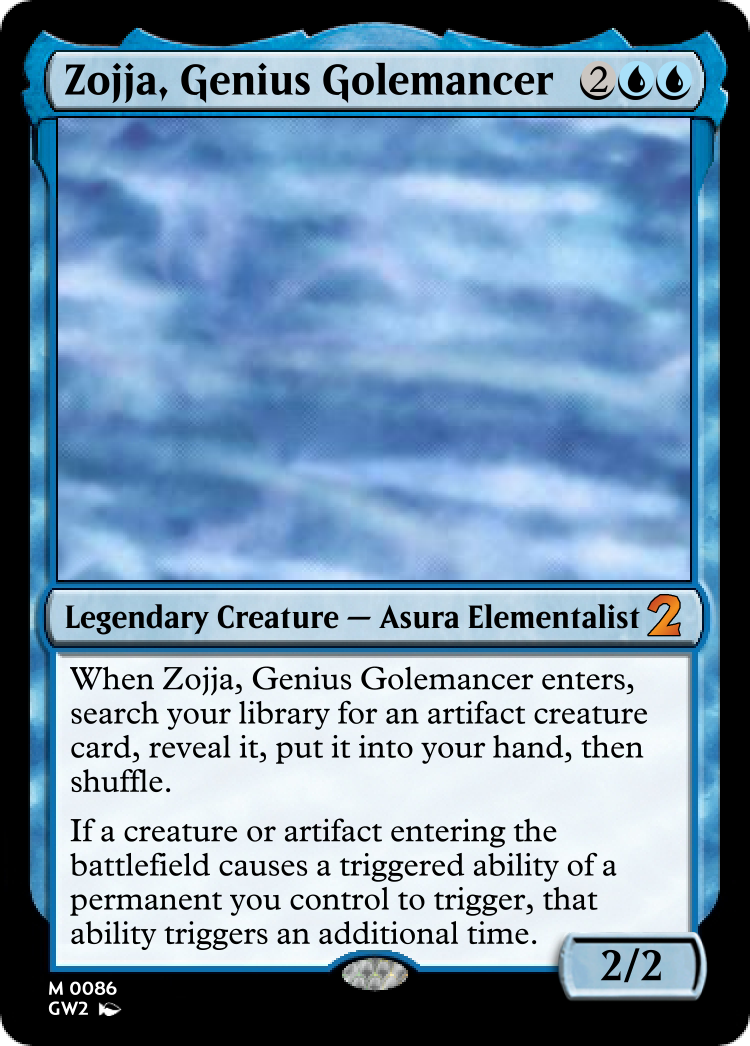 Zojja, Genius Golemancer 2
Legendary Creature — Asura Elementalist 2
When Zojja, Genius Golemancer enters,
search your library for an artifact creature
card, reveal it, put it into your hand, then
shuffle.
If a creature or artifact entering the
battlefield causes a triggered ability of a
permanent you control to trigger, that
ability triggers an additional time.
2/2
M 0086
GW2